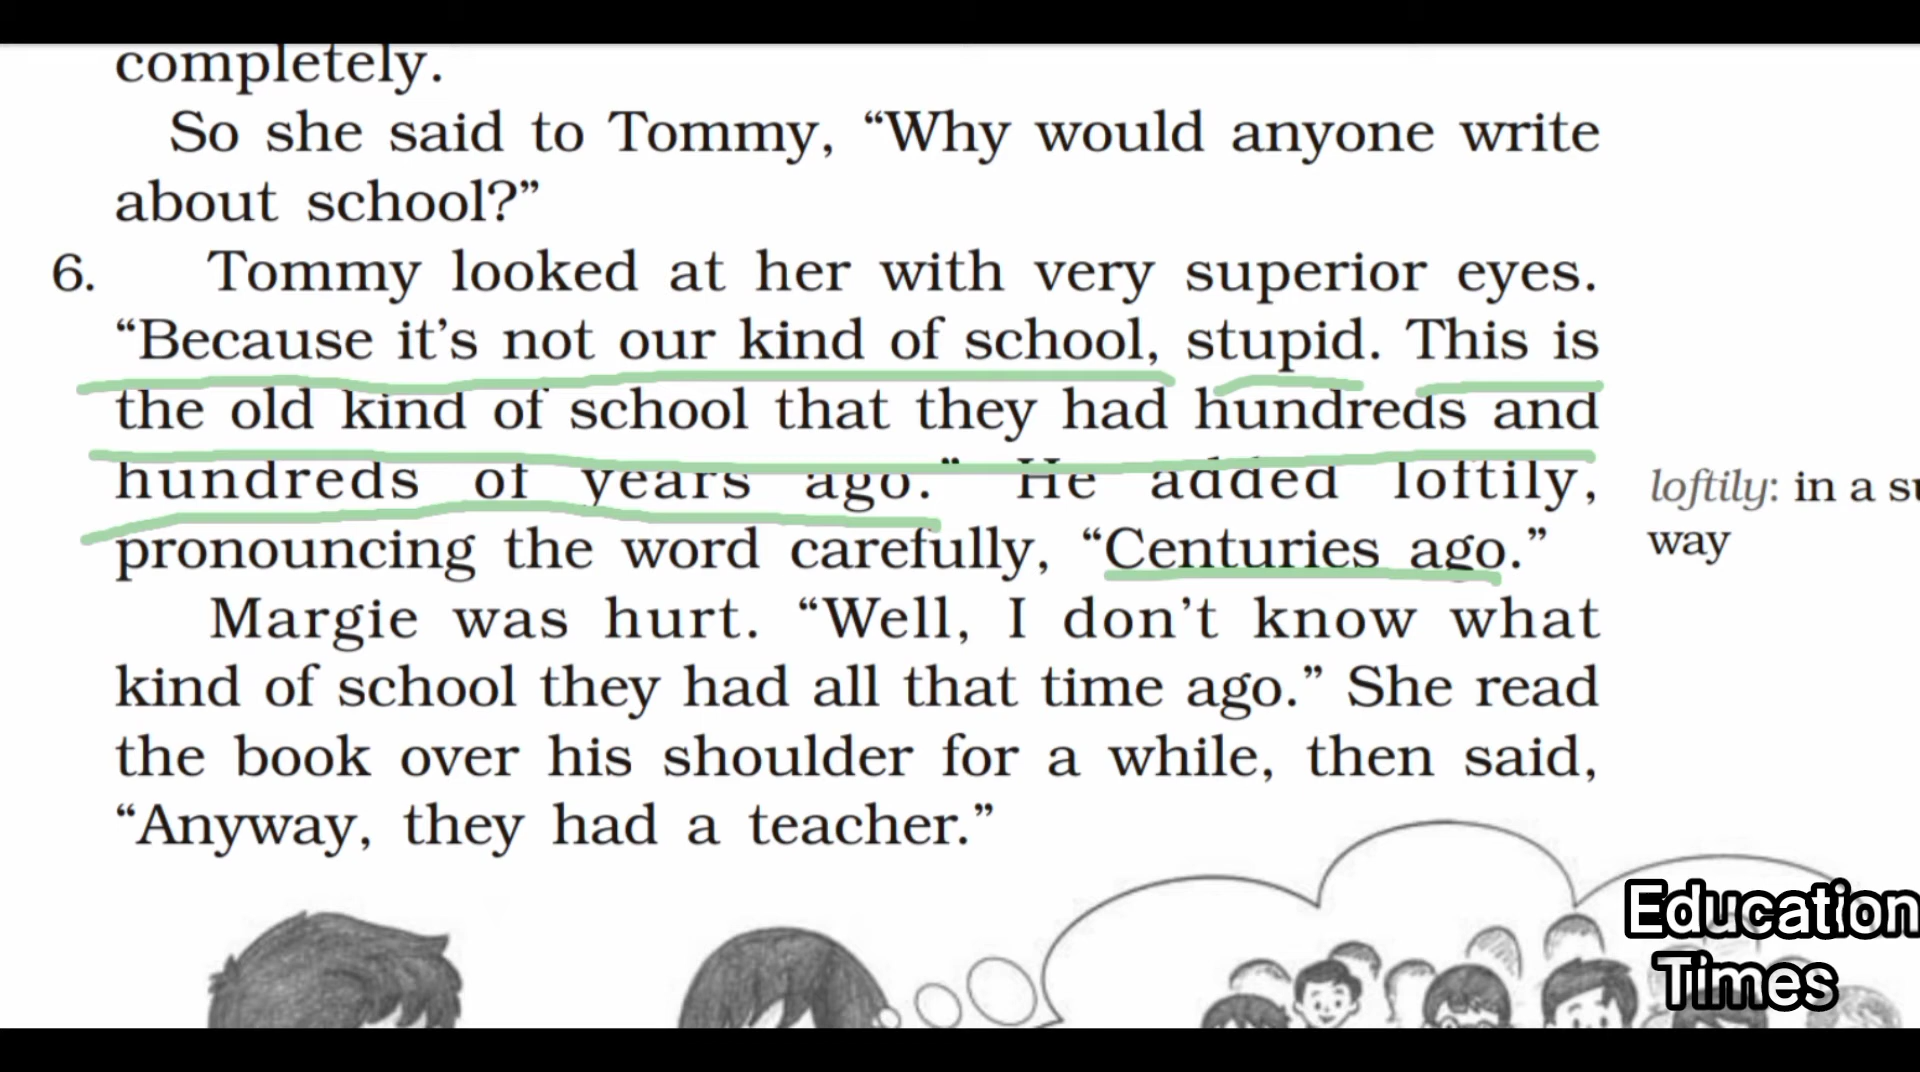 completely.
So she said to Tommy, “Why would anyone write
about school?”
6. Tommy looked at her with very superior eyes.
“Because it’s not our kind of school, stupid. This is
the old kind of school that they had hundreds and
hundreds of years ago.” He added loftily,
loftily: in a su
way
pronouncing the word carefully, “Centuries ago.”
Margie was hurt. “Well, I don’t know what
kind of school they had all that time ago.” She read
the book over his shoulder for a while, then said,
“Anyway, they had a teacher.”
Education
Times